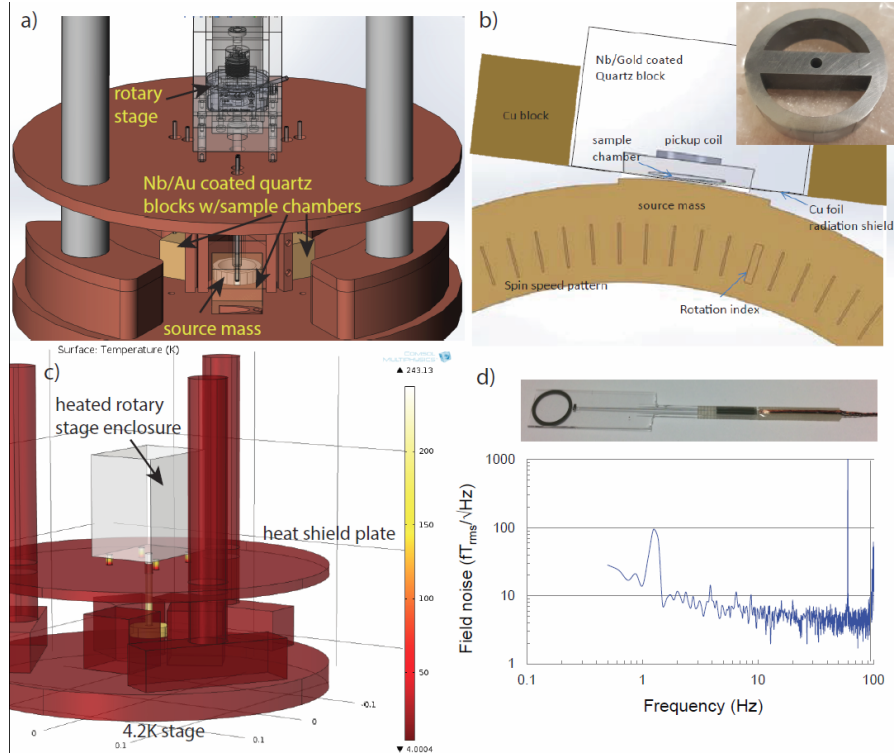 a)
rotary
stage
Nb/Au coated quartz
blocks w/sample chambers
source mass
b)
Nb/Gold coated
Quartz block
Cu block
sample
chamber
pickup coil
source mass
Cu foil
radiation shield
Spin speed pattern
Rotation index
Surface: Temperature (K)
c)
COMSOL
MULTIPHYSICS
▲ 243.13
heated rotary
stage enclosure
heat shield plate
200
150
100
50
▼ 4.0004
-0.1
0
0.1
0
0.1
4.2K stage
d)
Field noise (fTrms/√Hz)
1000
100
10
1
0.1
1
10
100
Frequency (Hz)